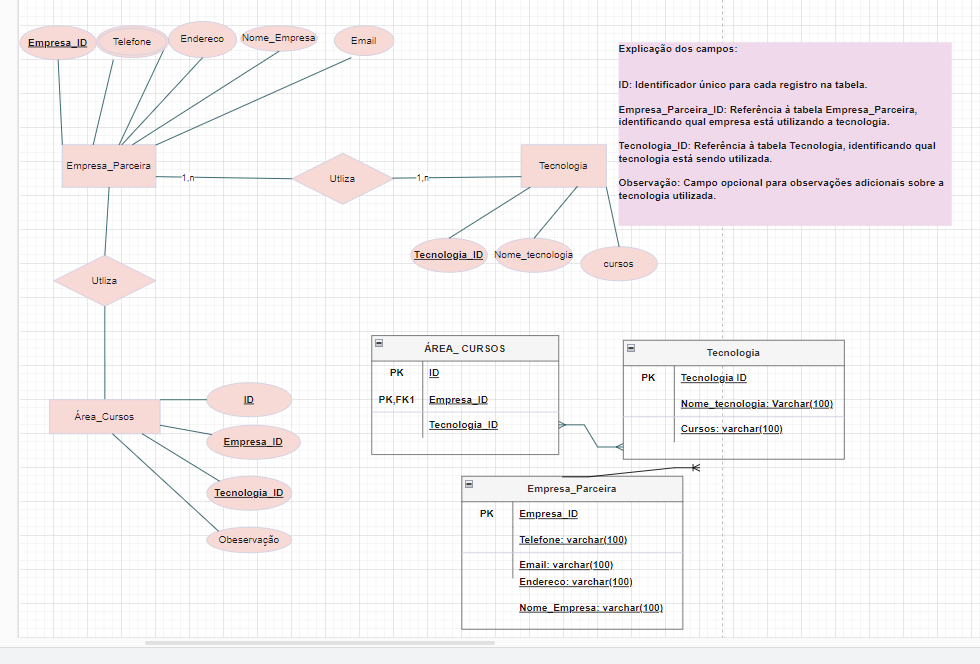 Empresa_ID
Telefone
Endereco
Nome_Empresa
Email
Explicação dos campos:
ID: Identificador único para cada registro na tabela.
Empresa_Parceira_ID: Referência à tabela Empresa_Parceira,
identificando qual empresa está utilizando a tecnologia.
Tecnologia_ID: Referência à tabela Tecnologia, identificando qual
tecnologia está sendo utilizada.
Observação: Campo opcional para observações adicionais sobre a
tecnologia utilizada.
Empresa_Parceira
1,n
Utliza
1,n
Tecnologia
Tecnologia_ID
Nome_tecnologia
cursos
Utliza
Área_Cursos
ID
Empresa_ID
Tecnologia_ID
Obeservação
ÁREA_ CURSOS
PK
ID
PK,FK1
Empresa_ID
Tecnologia_ID
Tecnologia
PK
Tecnologia ID
Nome_tecnologia: Varchar(100)
Cursos: varchar(100)
Empresa_Parceira
PK
Empresa_ID
Telefone: varchar(100)
Email: varchar(100)
Endereco: varchar(100)
Nome_Empresa: varchar(100)